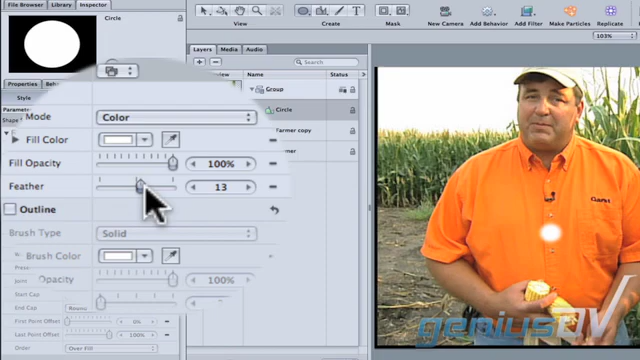 File Browser Library Inspector
Circle
View Create Mask New Camera Add Behavior Add Filter Make Particles Replicate
103%
Layers Media Audio
Search
Name Status
Group
Circle
Farmer copy
Properties
Style
Mode Color
Fill Color
Fill Opacity 100%
Feather 13
Outline
Brush Type Solid
Brush Color
Opacity 100%
Start Cap
End Cap
First Point Offset 0%
Last Point Offset 100%
Order Over Fill
geniusDV